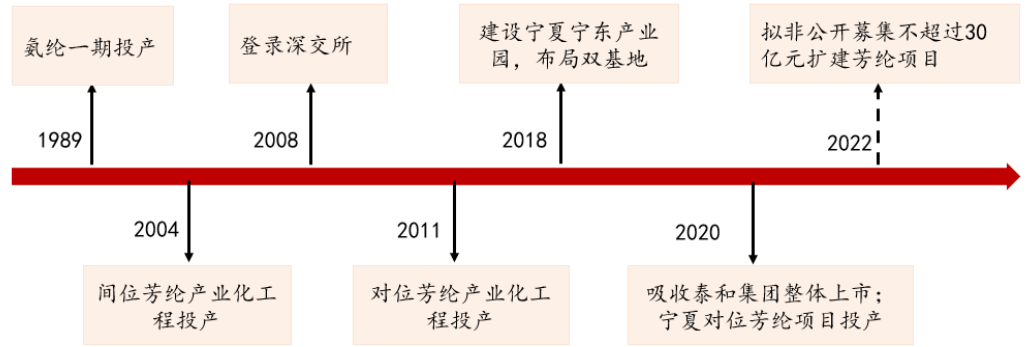 氨纶一期投产
登录深交所
建设宁夏宁东产业
园，布局双基地
拟非公开募集不超过30
亿元扩建芳纶项目
1989
2008
2018
2022
2004
2011
2020
间位芳纶产业化工
程投产
对位芳纶产业化工
程投产
吸收泰和集团整体上市；
宁夏对位芳纶项目投产